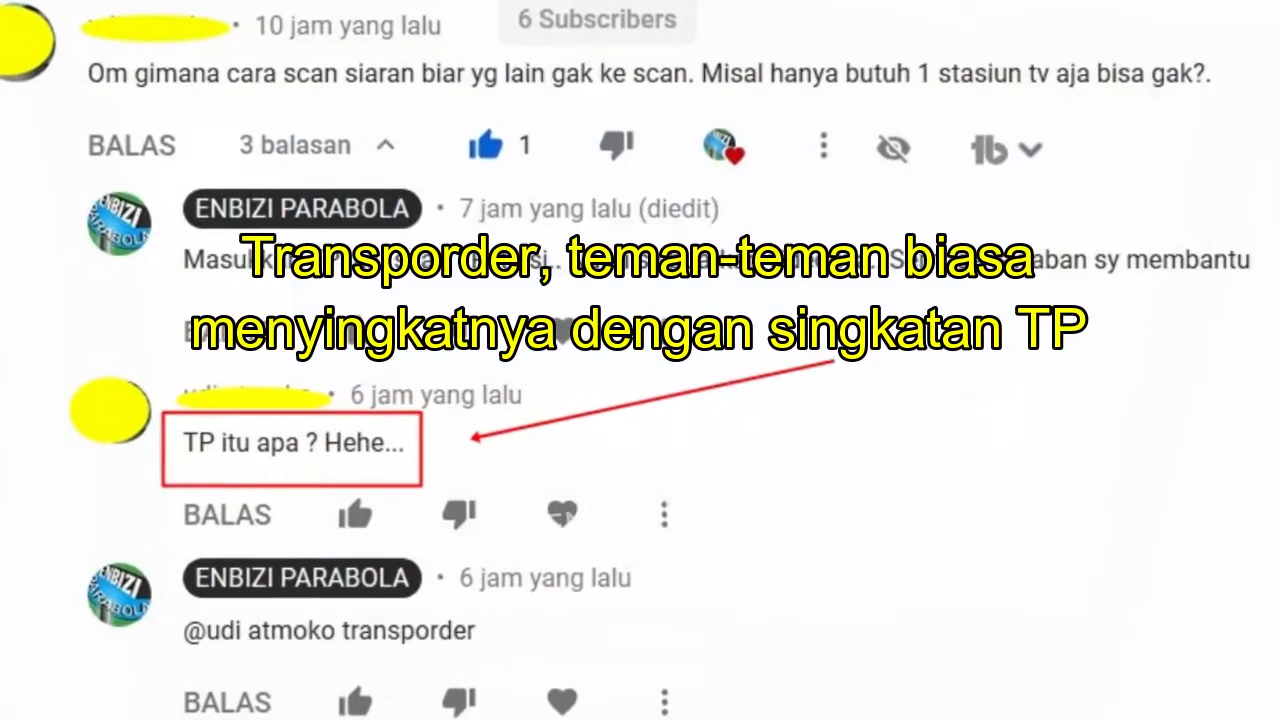 10 jam yang lalu
6 Subscribers
Om gimana cara scan siaran biar yg lain gak ke scan. Misal hanya butuh 1 stasiun tv aja bisa gak?.
BALAS 3 balasan 1
ENBIZI PARABOLA • 7 jam yang lalu (diedit)
membantu
Transporder, teman-teman biasa
menyingkatnya dengan singkatan TP
• 6 jam yang lalu
TP itu apa ? Hehe...
BALAS
ENBIZI PARABOLA • 6 jam yang lalu
@udi atmoko transporder
BALAS